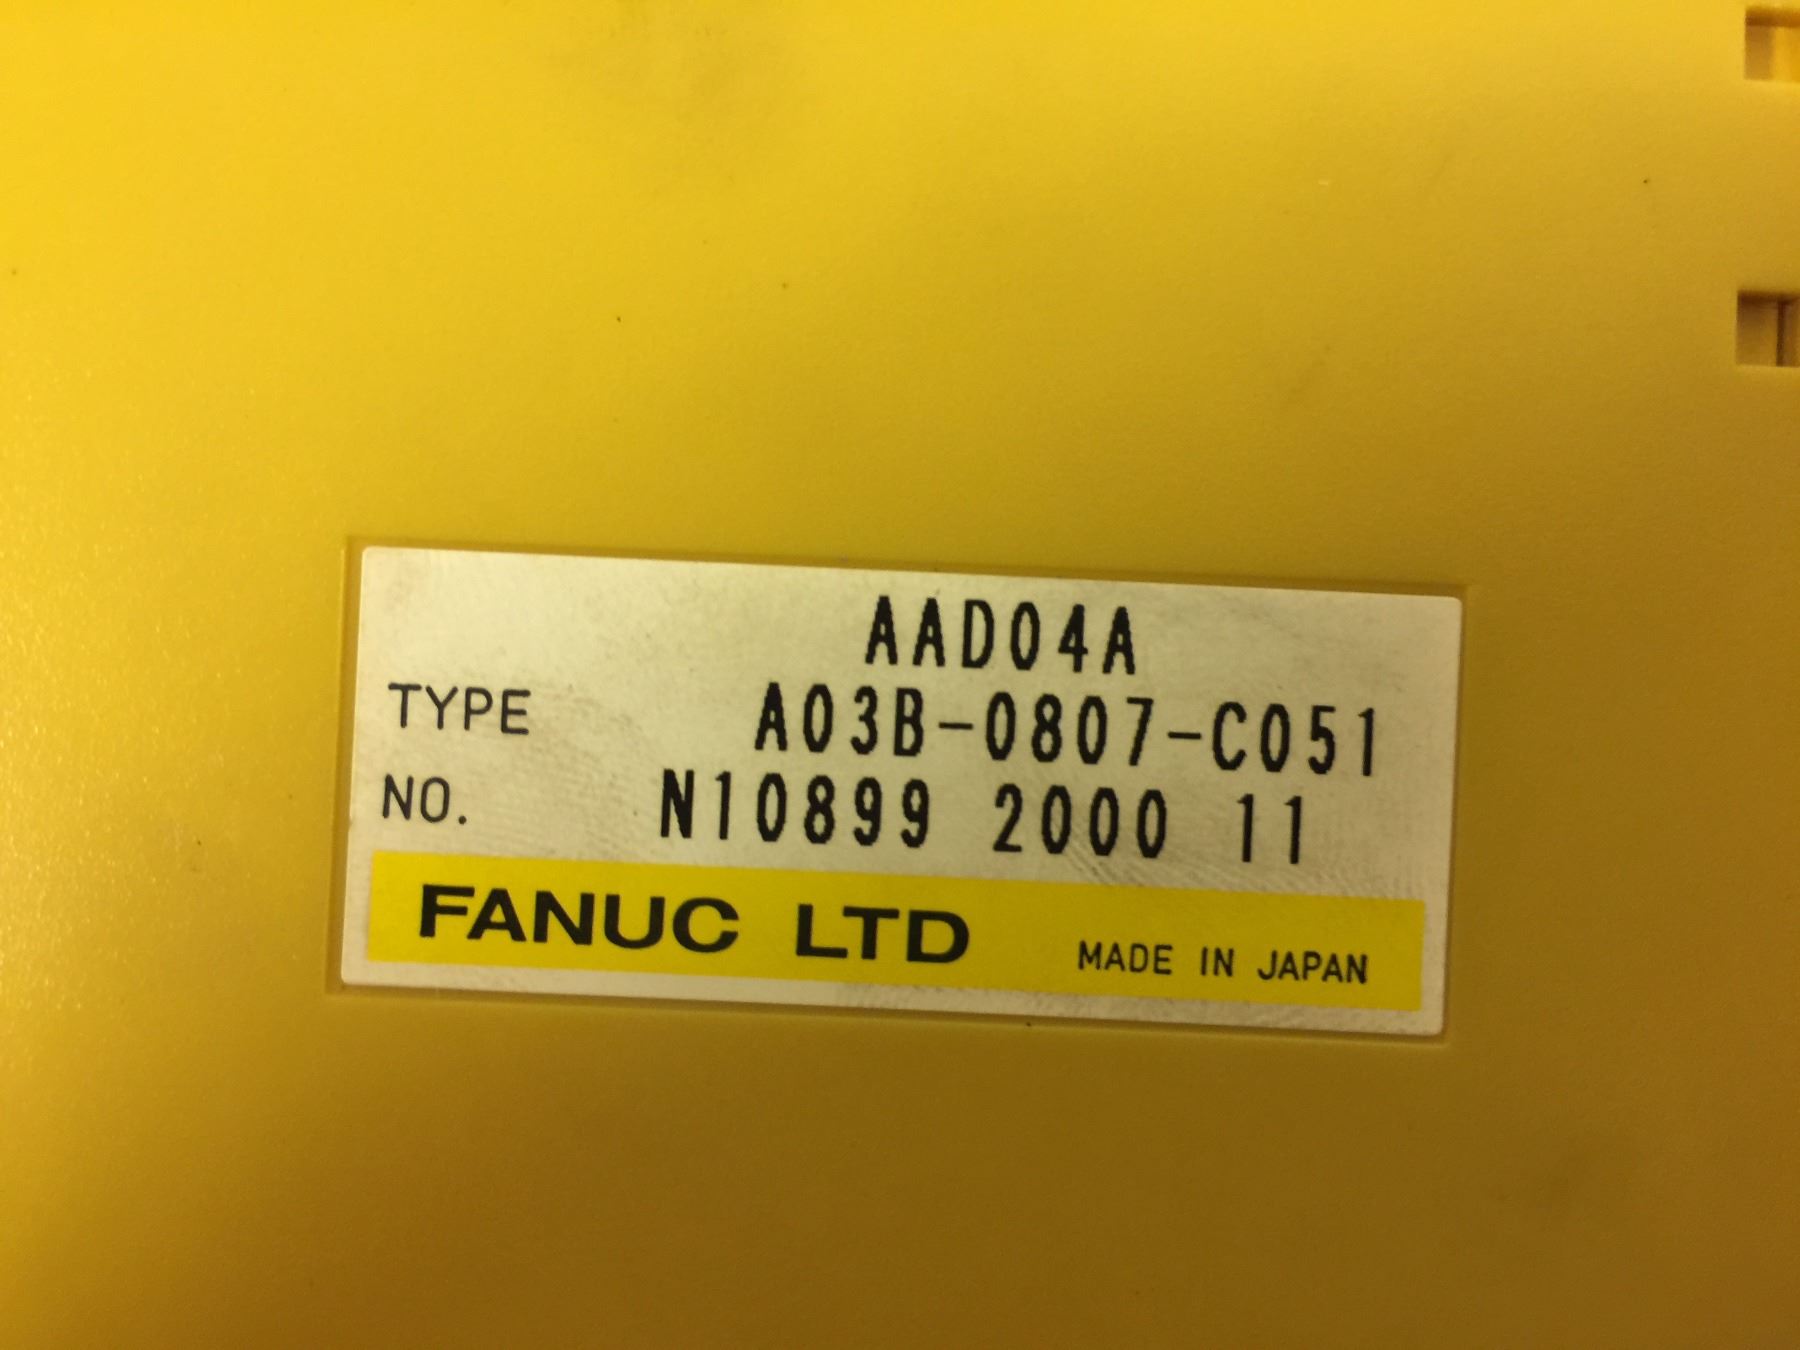 AAD04A
TYPE A03B-0807-C051
NO. N10899 2000 11
FANUC LTD MADE IN JAPAN